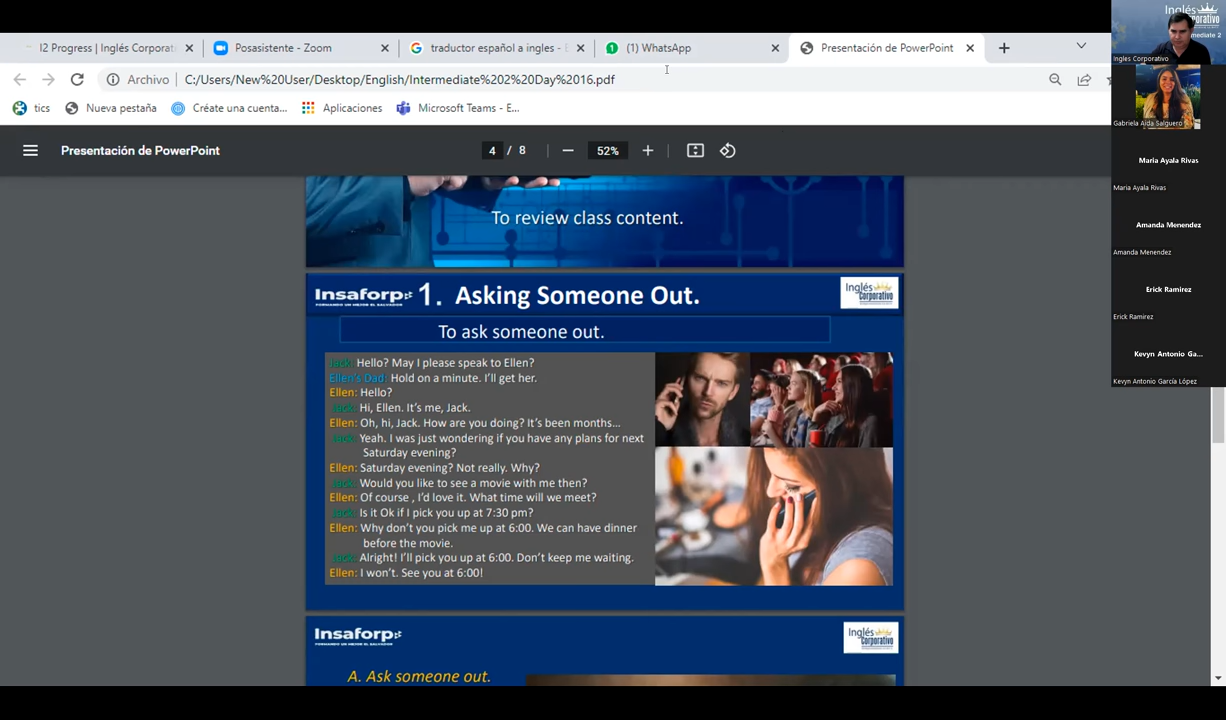 I2 Progress | Inglés Corporat
Posasistente - Zoom
traductor español a ingles -
(1) WhatsApp
Presentación de PowerPoint
Archivo
C:/Users/New%20User/Desktop/English/Intermediate%202%20Day%2016.pdf
tics
Nueva pestaña
Créate una cuenta...
Aplicaciones
Microsoft Teams - E...
Presentación de PowerPoint
4 / 8
52%
To review class content.
Insaforp
1. Asking Someone Out.
Inglés
Corporativo
To ask someone out.
Jack: Hello? May I please speak to Ellen?
Ellen's Dad: Hold on a minute. I'll get her.
Ellen: Hello?
Jack: Hi, Ellen. It's me, Jack.
Ellen: Oh, hi, Jack. How are you doing? It's been months...
Jack: Yeah. I was just wondering if you have any plans for next
Saturday evening?
Ellen: Saturday evening? Not really. Why?
Jack: Would you like to see a movie with me then?
Ellen: Of course , I'd love it. What time will we meet?
Jack: Is it Ok if I pick you up at 7:30 pm?
Ellen: Why don't you pick me up at 6:00. We can have dinner
before the movie.
Jack: Alright! I'll pick you up at 6:00. Don't keep me waiting.
Ellen: I won't. See you at 6:00!
Insaforp
Inglés
Corporativo
A. Ask someone out.
Inglés
Corporativo
mediate 2
Ingles Corporativo
Gabriela Aida Salguero
Maria Ayala Rivas
Maria Ayala Rivas
Amanda Menendez
Amanda Menendez
Erick Ramirez
Erick Ramirez
Kevyn Antonio Ga...
Kevyn Antonio García López